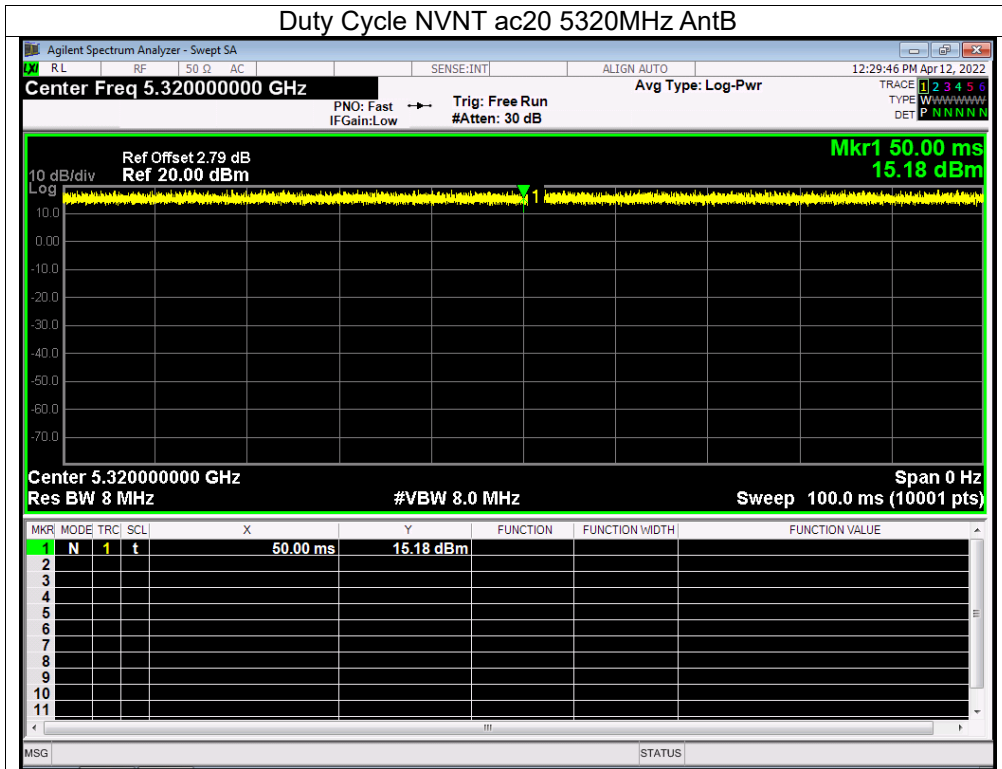 Duty Cycle NVNT ac20 5320MHz AntB
Agilent Spectrum Analyzer - Swept SA
LXI RL RF 50 Ω AC SENSE:INT ALIGN AUTO 12:29:46 PM Apr 12, 2022
Center Freq 5.320000000 GHz Avg Type: Log-Pwr TRACE 1 2 3 4 5 6
PNO: Fast Trig: Free Run TYPE WWWWWW
IFGain:Low #Atten: 30 dB DET P N N N N N
Mkr1 50.00 ms
Ref Offset 2.79 dB
10 dB/div Ref 20.00 dBm 15.18 dBm
Log
1
10.0
0.00
-10.0
-20.0
-30.0
-40.0
-50.0
-60.0
-70.0
Center 5.320000000 GHz Span 0 Hz
Res BW 8 MHz #VBW 8.0 MHz Sweep 100.0 ms (10001 pts)
MKR MODE TRC SCL X Y FUNCTION FUNCTION WIDTH FUNCTION VALUE
1 N 1 t 50.00 ms 15.18 dBm
2
3
4
5
6
7
8
9
10
11
MSG STATUS